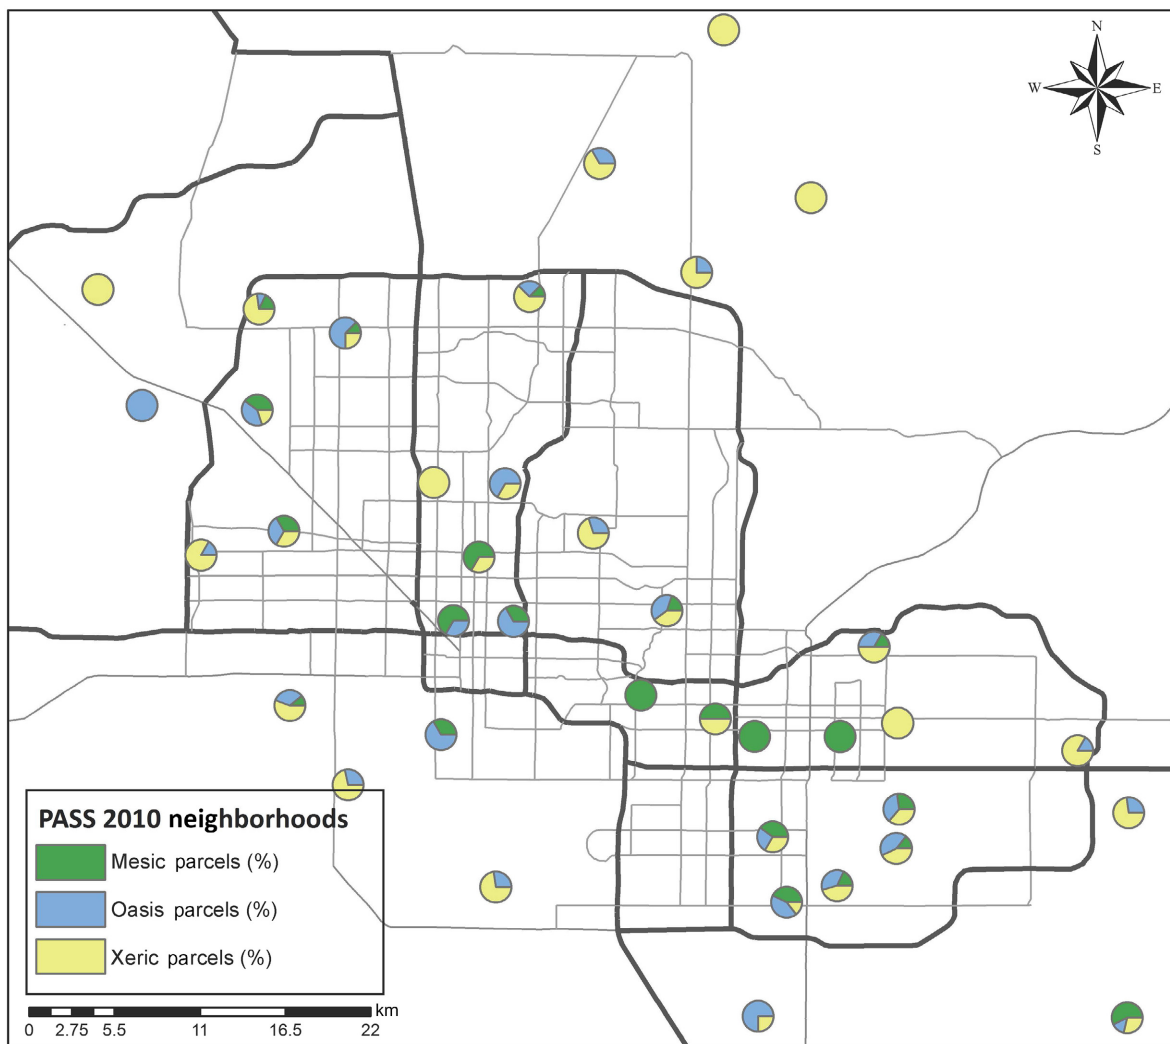 N
W E
S
PASS 2010 neighborhoods
Mesic parcels (%)
Oasis parcels (%)
Xeric parcels (%)
km
0 2.75 5.5 11 16.5 22